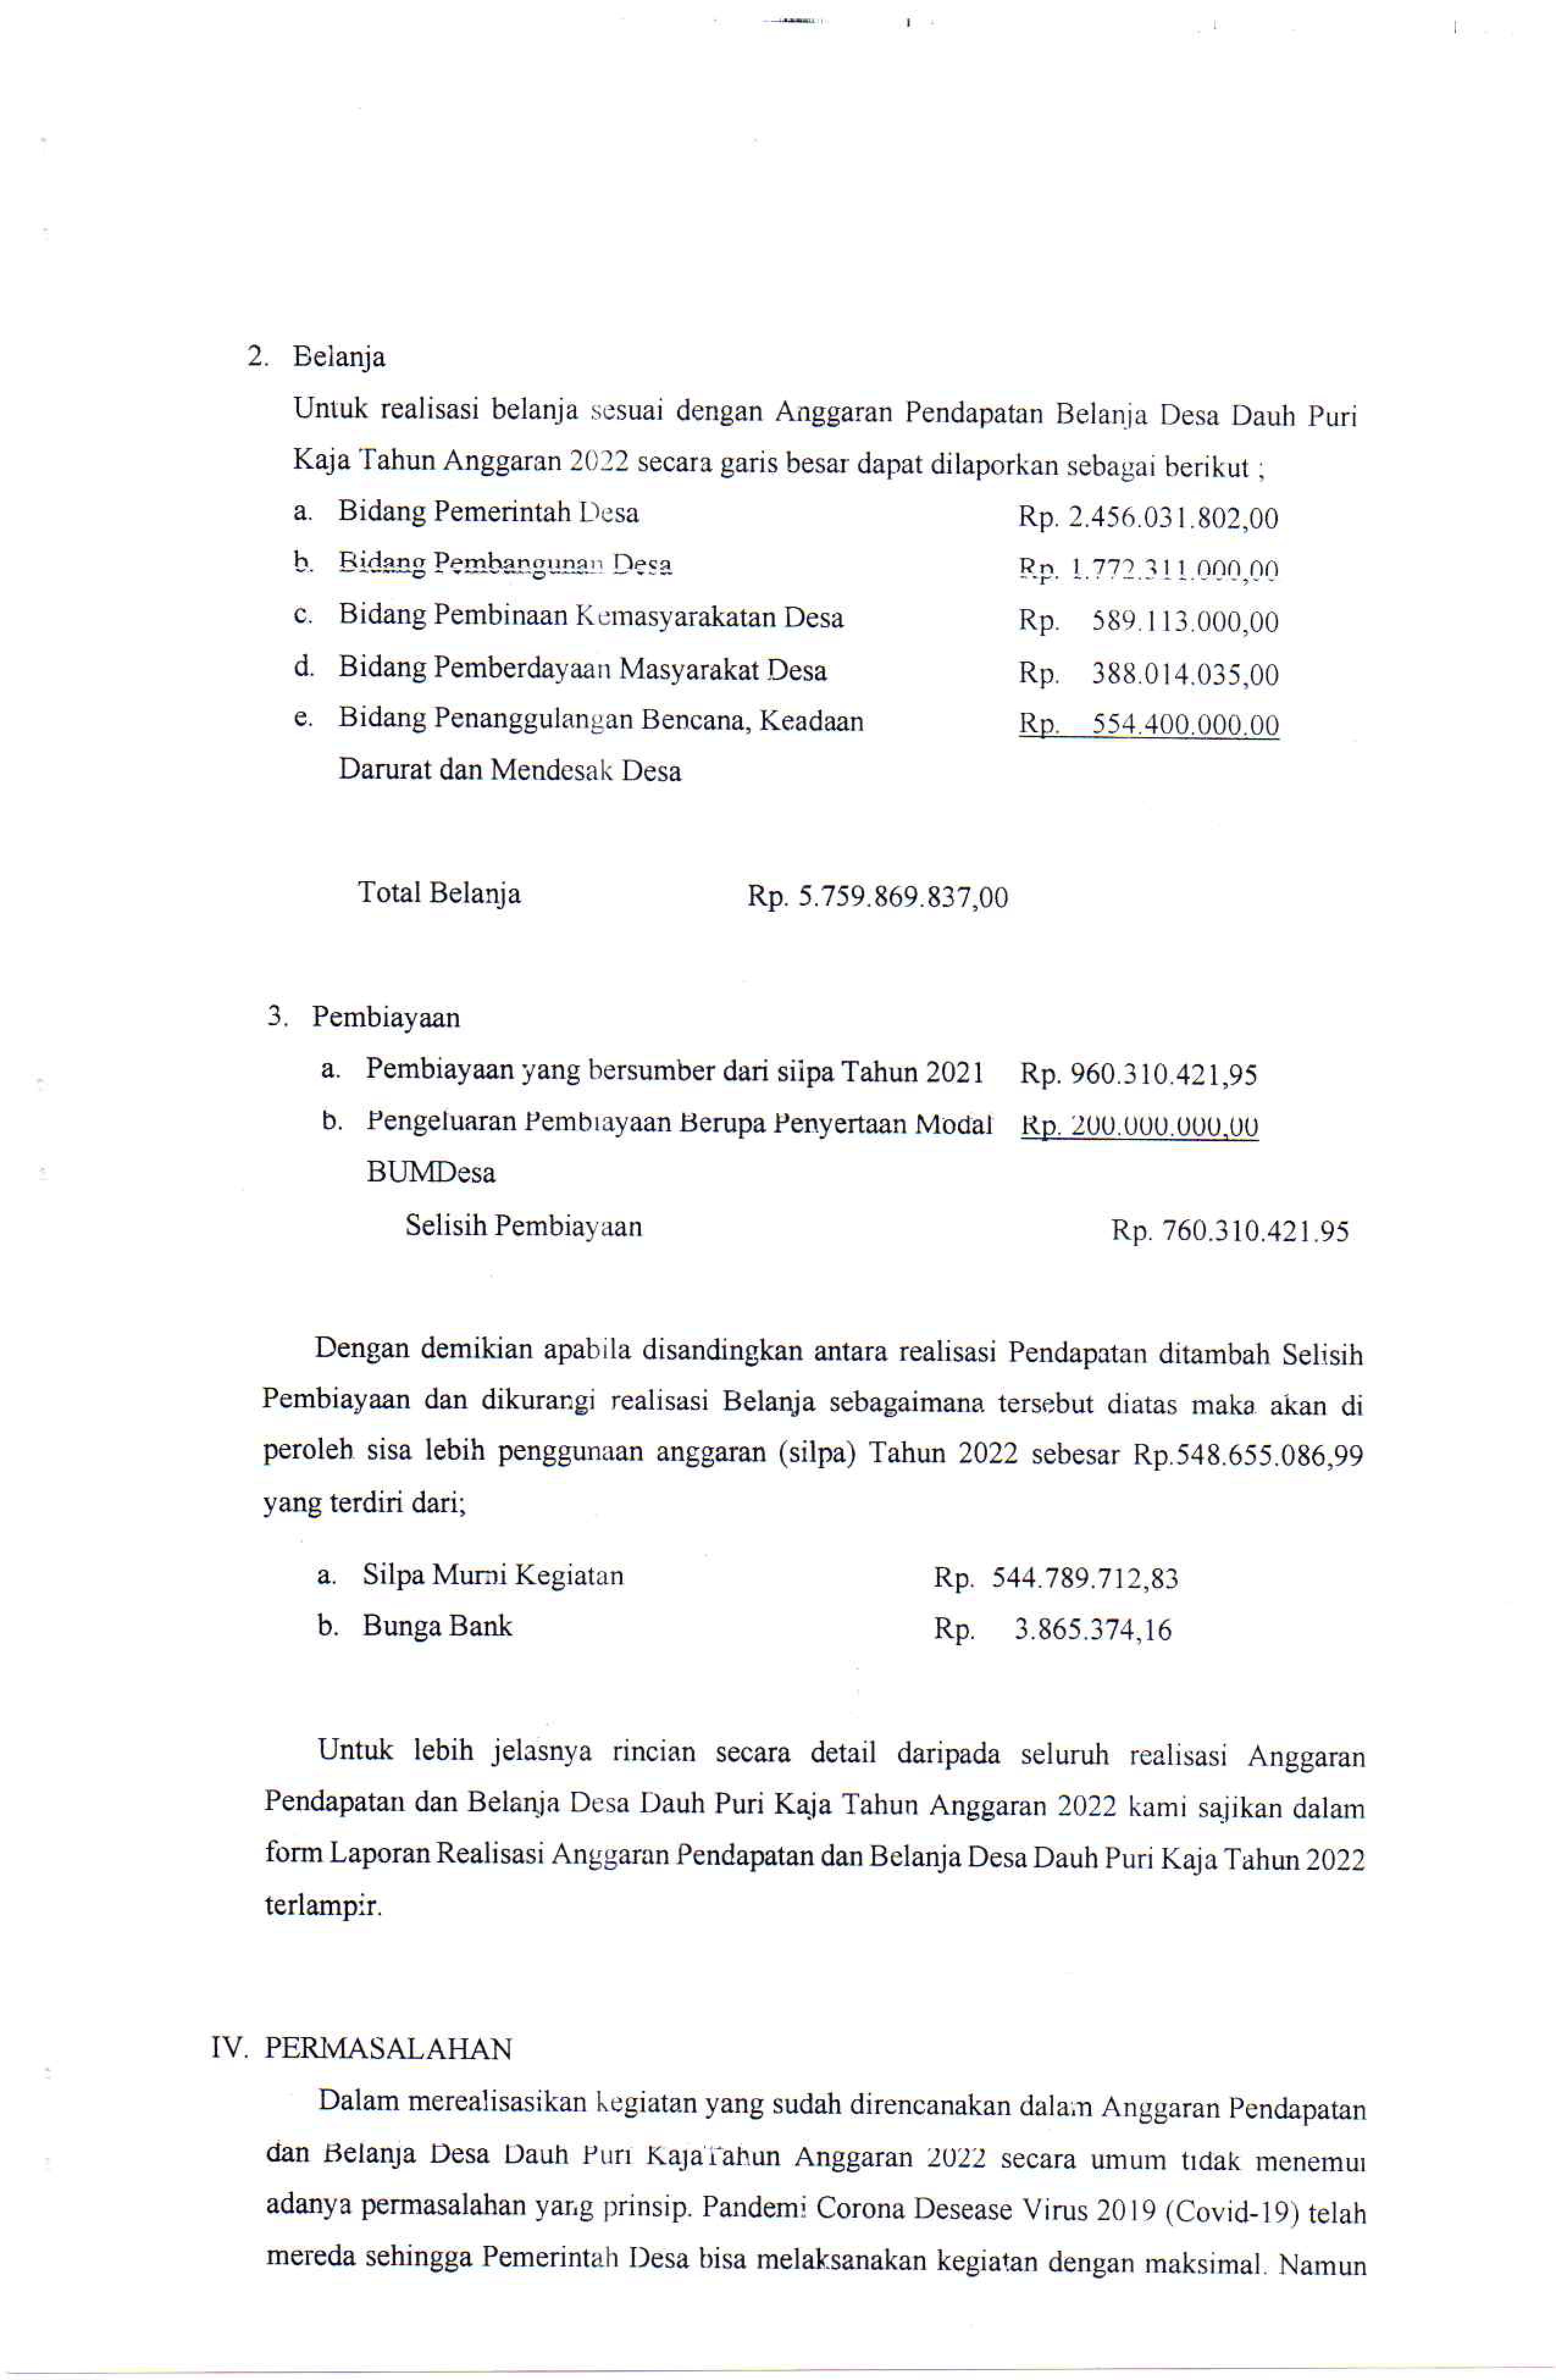 2. Belanja
Untuk realisasi belanja sesuai dengan Anggaran Pendapatan Belanja Desa Dauh Puri
Kaja Tahun Anggaran 2022 secara garis besar dapat dilaporkan sebagai berikut ;
a. Bidang Pemerintah Desa Rp. 2.456.031.802,00
b. Bidang Pembangunan Desa Rp. 1.772.311.000,00
c. Bidang Pembinaan Kemasyarakatan Desa Rp. 589.113.000,00
d. Bidang Pemberdayaan Masyarakat Desa Rp. 388.014.035,00
e. Bidang Penanggulangan Bencana, Keadaan Rp. 554.400.000.00
Darurat dan Mendesak Desa
Total Belanja Rp. 5.759.869.837,00
3. Pembiayaan
a. Pembiayaan yang bersumber dari silpa Tahun 2021 Rp. 960.310.421,95
b. Pengeluaran Pembiayaan Berupa Penyertaan Modal Rp. 200.000.000,00
BUMDesa
Selisih Pembiayaan Rp. 760.310.421.95
Dengan demikian apabila disandingkan antara realisasi Pendapatan ditambah Selisih
Pembiayaan dan dikurangi realisasi Belanja sebagaimana tersebut diatas maka akan di
peroleh sisa lebih penggunaan anggaran (silpa) Tahun 2022 sebesar Rp.548.655.086,99
yang terdiri dari;
a. Silpa Murni Kegiatan Rp. 544.789.712,83
b. Bunga Bank Rp. 3.865.374,16
Untuk lebih jelasnya rincian secara detail daripada seluruh realisasi Anggaran
Pendapatan dan Belanja Desa Dauh Puri Kaja Tahun Anggaran 2022 kami sajikan dalam
form Laporan Realisasi Anggaran Pendapatan dan Belanja Desa Dauh Puri Kaja Tahun 2022
terlampir.
IV. PERMASALAHAN
Dalam merealisasikan kegiatan yang sudah direncanakan dalam Anggaran Pendapatan
dan Belanja Desa Dauh Puri KajaTahun Anggaran 2022 secara umum tidak menemui
adanya permasalahan yang prinsip. Pandemi Corona Desease Virus 2019 (Covid-19) telah
mereda sehingga Pemerintah Desa bisa melaksanakan kegiatan dengan maksimal. Namun